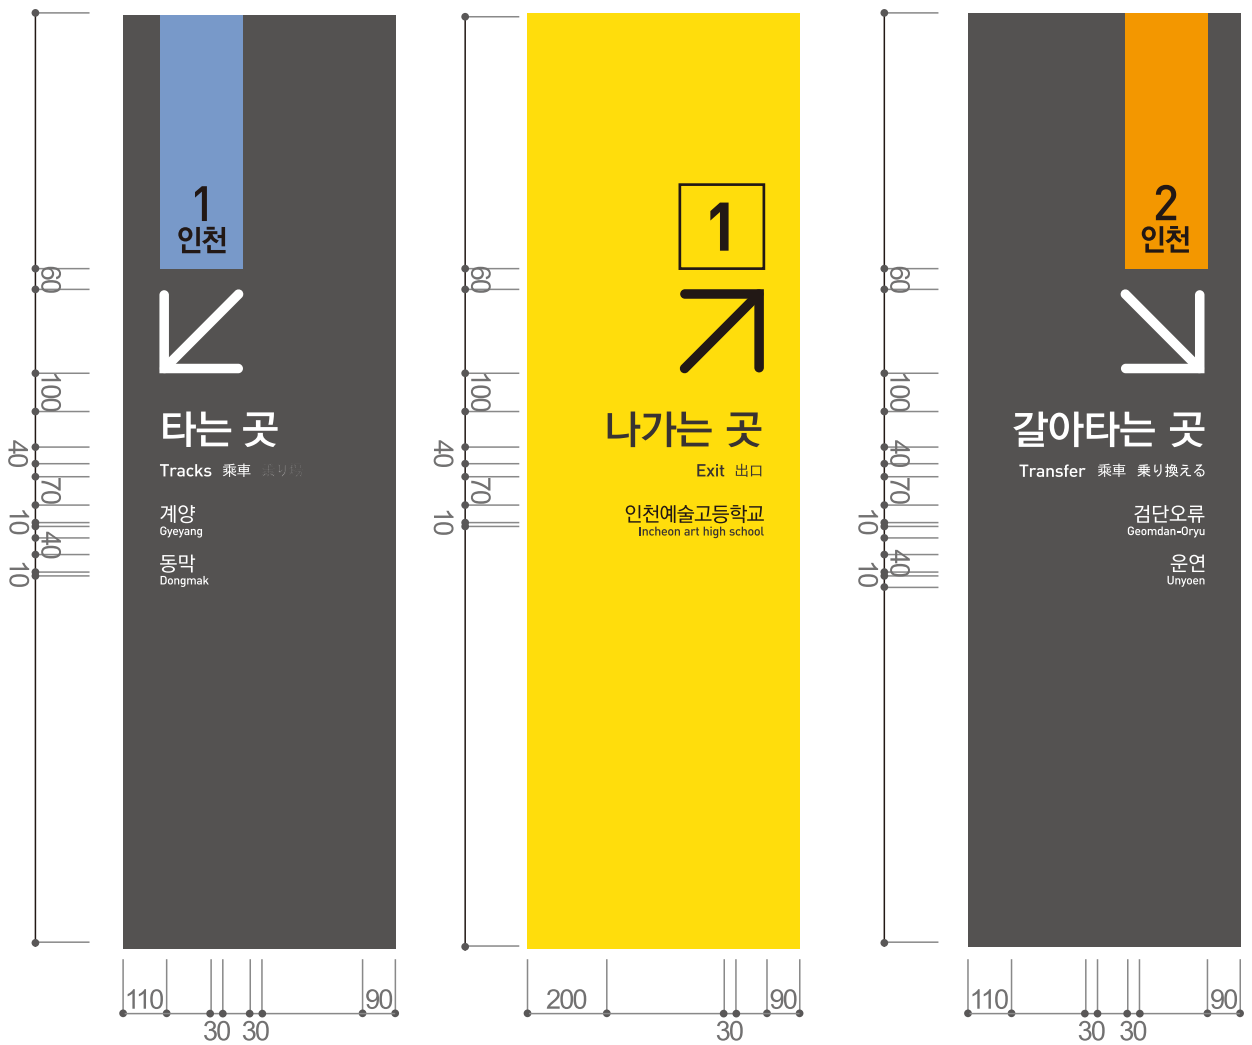 1
인천
타는 곳
Tracks 乘車
계양
Gyeyang
동막
Dongmak
60
100
40
70
10
40
10
110
30
30
90
1
나가는 곳
Exit 出口
인천예술고등학교
Incheon art high school
60
100
40
70
10
200
30
90
2
인천
갈아타는 곳
Transfer 乘車 乗り換える
검단오류
Geomdan-Oryu
운연
Unyoen
60
100
40
70
10
40
10
110
30
30
90